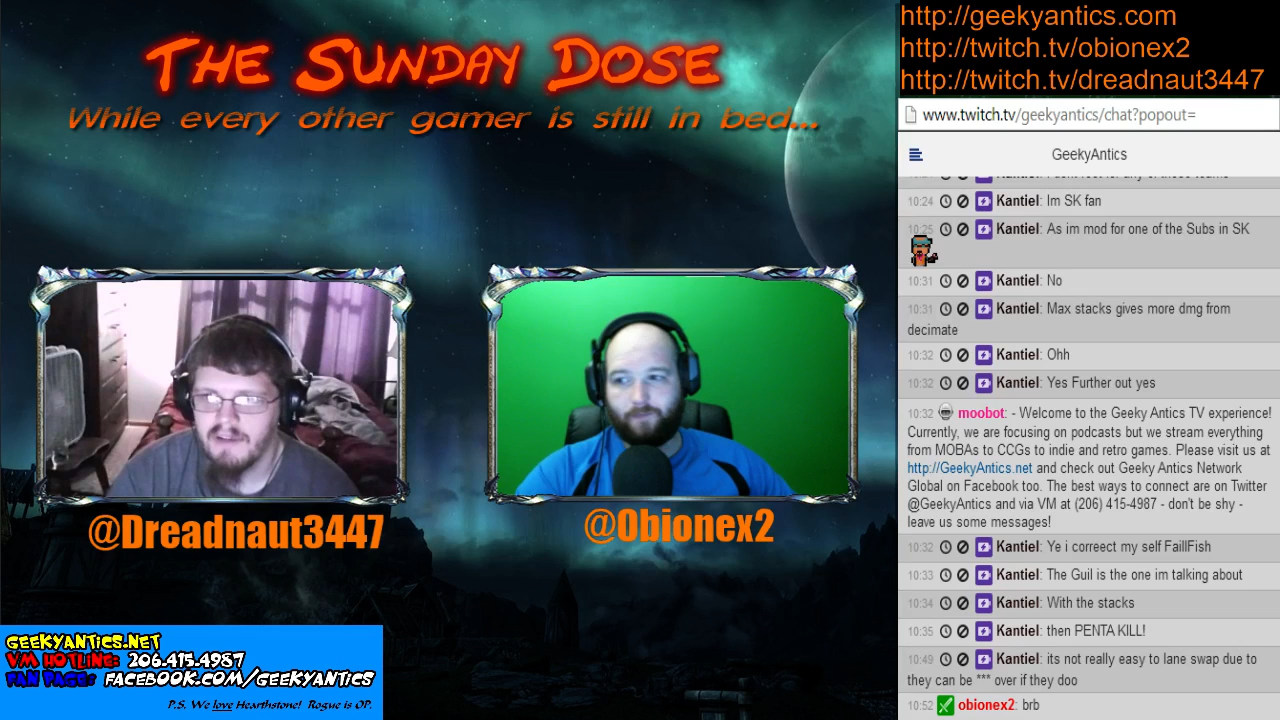 The Sunday Dose
While every other gamer is still in bed...
@Dreadnaut3447
@Obionex2
GEEKYANTICS.NET
VM HOTLINE: 206.415.4987
FAN PAGE: FACEBOOK.COM/GEEKYANTICS
P.S. We love Hearthstone! Rogue is OP.
http://geekyantics.com
http://twitch.tv/obionex2
http://twitch.tv/dreadnaut3447
www.twitch.tv/geekyantics/chat?popout=
GeekyAntics
10:24 Kantiel: Im SK fan
10:25 Kantiel: As im mod for one of the Subs in SK
10:31 Kantiel: No
10:31 Kantiel: Max stacks gives more dmg from
decimate
10:32 Kantiel: Ohh
10:32 Kantiel: Yes Further out yes
10:32 moobot: - Welcome to the Geeky Antics TV experience!
Currently, we are focusing on podcasts but we stream everything
from MOBAs to CCGs to indie and retro games. Please visit us at
http://GeekyAntics.net and check out Geeky Antics Network
Global on Facebook too. The best ways to connect are on Twitter
@GeekyAntics and via VM at (206) 415-4987 - don't be shy -
leave us some messages!
10:32 Kantiel: Ye i correect my self FaillFish
10:33 Kantiel: The Guil is the one im talking about
10:34 Kantiel: With the stacks
10:35 Kantiel: then PENTA KILL!
10:49 Kantiel: its not really easy to lane swap due to
they can be *** over if they doo
10:52 obionex2: brb